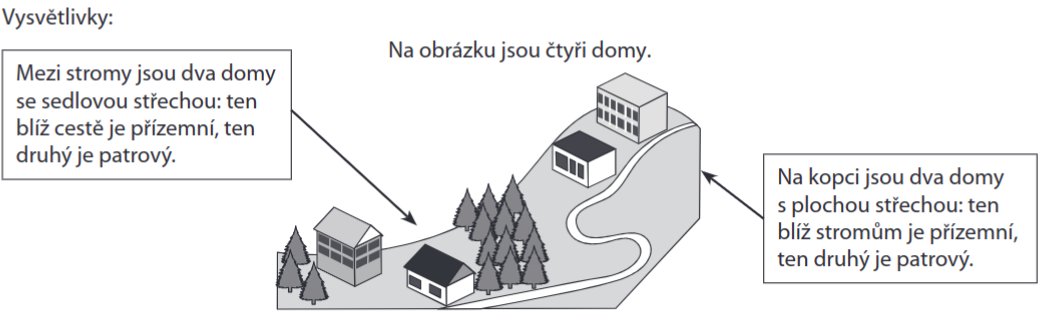 Vysvětlivky:
Na obrázku jsou čtyři domy.
Mezi stromy jsou dva domy
se sedlovou střechou: ten
blíž cestě je přízemní, ten
druhý je patrový.
Na kopci jsou dva domy
s plochou střechou: ten
blíž stromům je přízemní,
ten druhý je patrový.